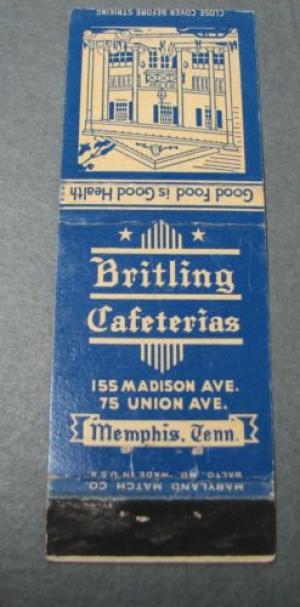 CLOSE COVER BEFORE STRIKING
Good Food is Good Health
Britling
Cafeterias
155 MADISON AVE.
75 UNION AVE.
Memphis, Tenn.
MARYLAND MATCH CO.
BALTO. MD. MADE IN U.S.A